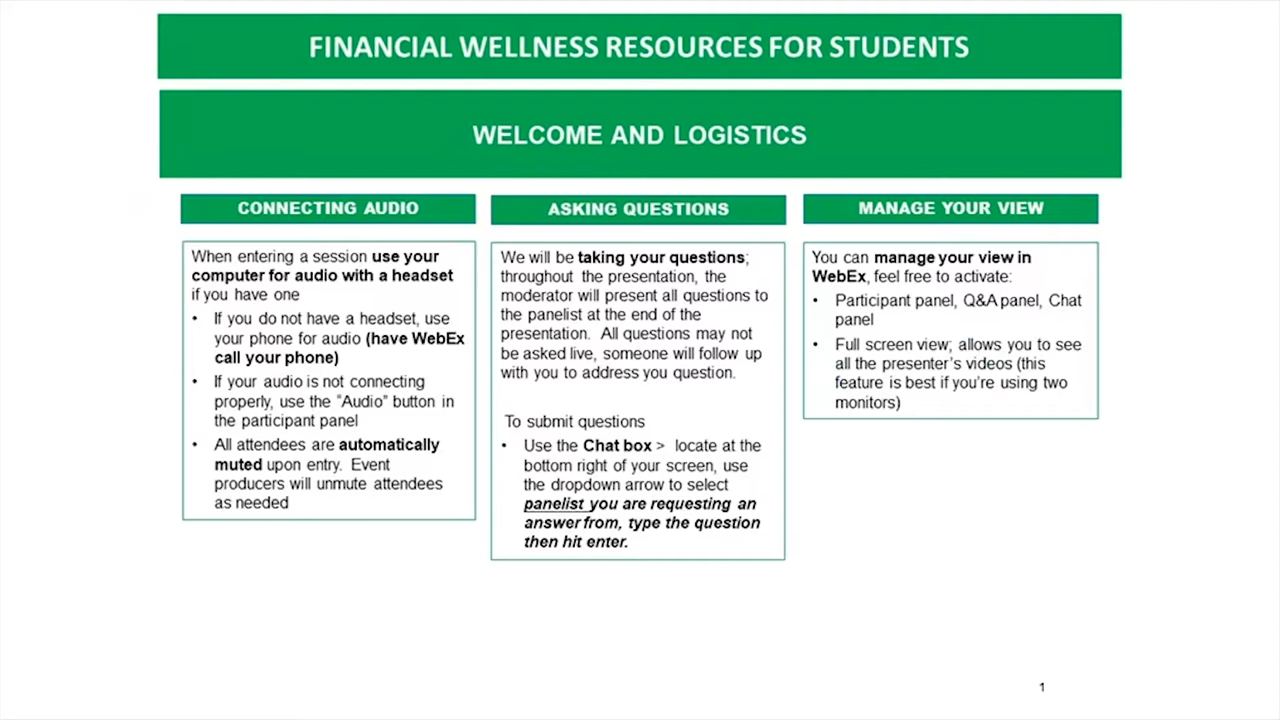 FINANCIAL WELLNESS RESOURCES FOR STUDENTS
WELCOME AND LOGISTICS
CONNECTING AUDIO
When entering a session use your
computer for audio with a headset
if you have one
• If you do not have a headset, use
your phone for audio (have WebEx
call your phone)
• If your audio is not connecting
properly, use the "Audio" button in
the participant panel
• All attendees are automatically
muted upon entry. Event
producers will unmute attendees
as needed
ASKING QUESTIONS
We will be taking your questions;
throughout the presentation, the
moderator will present all questions to
the panelist at the end of the
presentation. All questions may not
be asked live, someone will follow up
with you to address you question.
To submit questions
• Use the Chat box > locate at the
bottom right of your screen, use
the dropdown arrow to select
panelist you are requesting an
answer from, type the question
then hit enter.
MANAGE YOUR VIEW
You can manage your view in
WebEx, feel free to activate:
• Participant panel, Q&A panel, Chat
panel
• Full screen view; allows you to see
all the presenter's videos (this
feature is best if you're using two
monitors)
1